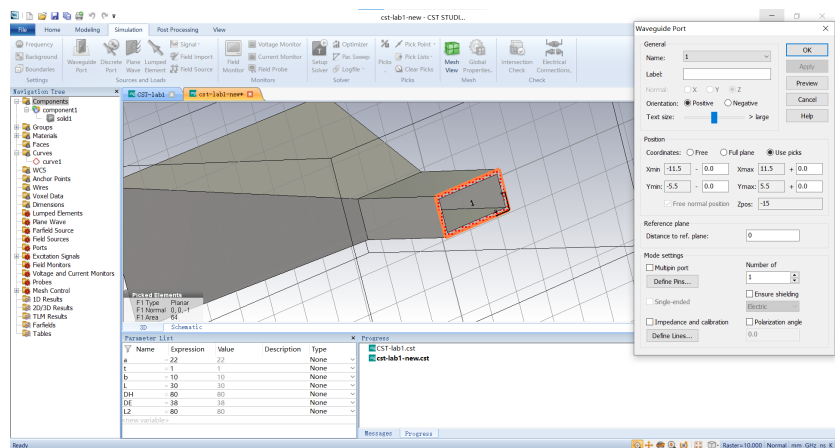 cst-lab1-new - CST STUDI...
File Home Modeling Simulation Post Processing View
Frequency
Background
Boundaries
Settings
Waveguide Port
Discrete Port
Plane Wave
Lumped Element
Signal
Field Import
Field Source
Sources and Loads
Field Monitor
Voltage Monitor
Current Monitor
Field Probe
Monitors
Setup Solver
Optimizer
Par. Sweep
Logfile
Solver
Picks
Pick Point
Pick Lists
Clear Picks
Picks
Mesh View
Global Properties
Mesh
Intersection Check
Electrical Connections
Check
Navigation Tree
Components
component1
solid1
Groups
Materials
Faces
Curves
curve1
WCS
Anchor Points
Wires
Voxel Data
Dimensions
Lumped Elements
Plane Wave
Farfield Source
Field Sources
Ports
Excitation Signals
Field Monitors
Voltage and Current Monitors
Probes
Mesh Control
1D Results
2D/3D Results
TLM Results
Farfields
Tables
CST-lab1
cst-lab1-new*
1
Picked Elements
F1 Type Planar
F1 Normal 0, 0, -1
F1 Area 64
3D Schematic
Parameter List
Name Expression Value Description Type
a = 22 22 None
t = 1 1 None
b = 10 10 None
L = 30 30 None
DH = 80 80 None
DE = 38 38 None
L2 = 80 80 None
<new variable>
Progress
CST-lab1.cst
cst-lab1-new.cst
Messages Progress
Waveguide Port
General
Name: 1
Label:
Normal: X Y Z
Orientation: Positive Negative
Text size: > large
OK
Apply
Preview
Cancel
Help
Position
Coordinates: Free Full plane Use picks
Xmin -11.5 - 0.0 Xmax 11.5 + 0.0
Ymin: -5.5 - 0.0 Ymax: 5.5 + 0.0
Free normal position Zpos: -15
Reference plane
Distance to ref. plane: 0
Mode settings
Multipin port
Define Pins...
Single-ended
Impedance and calibration
Define Lines...
Number of
1
Ensure shielding
Electric
Polarization angle
0.0
Ready
Raster=10.000 Normal mm GHz ns K